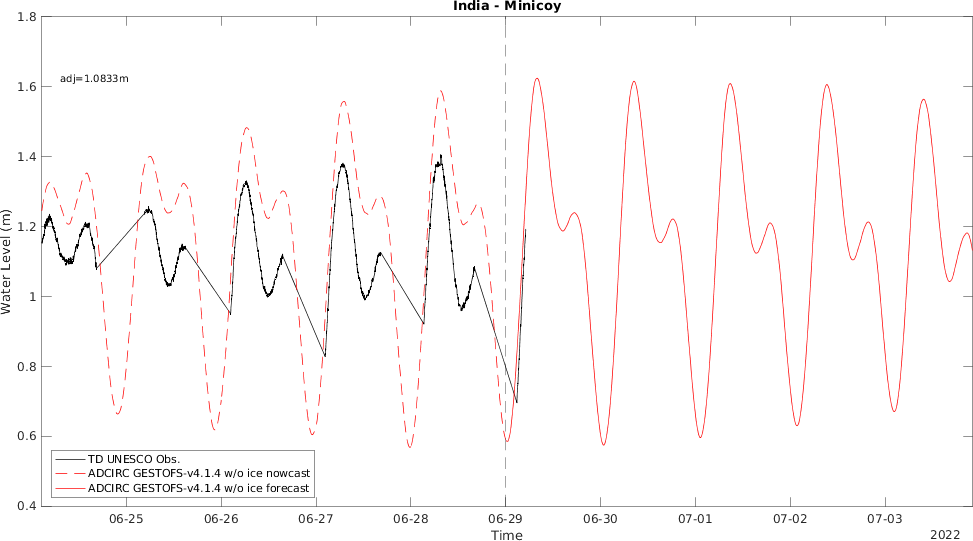 India - Minicoy
1.8
1.6
1.4
1.2
1
0.8
0.6
0.4
Water Level (m)
adj=1.0833m
TD UNESCO Obs.
ADCIRC GESTOFS-v4.1.4 w/o ice nowcast
ADCIRC GESTOFS-v4.1.4 w/o ice forecast
06-25 06-26 06-27 06-28 06-29 06-30 07-01 07-02 07-03
Time
2022